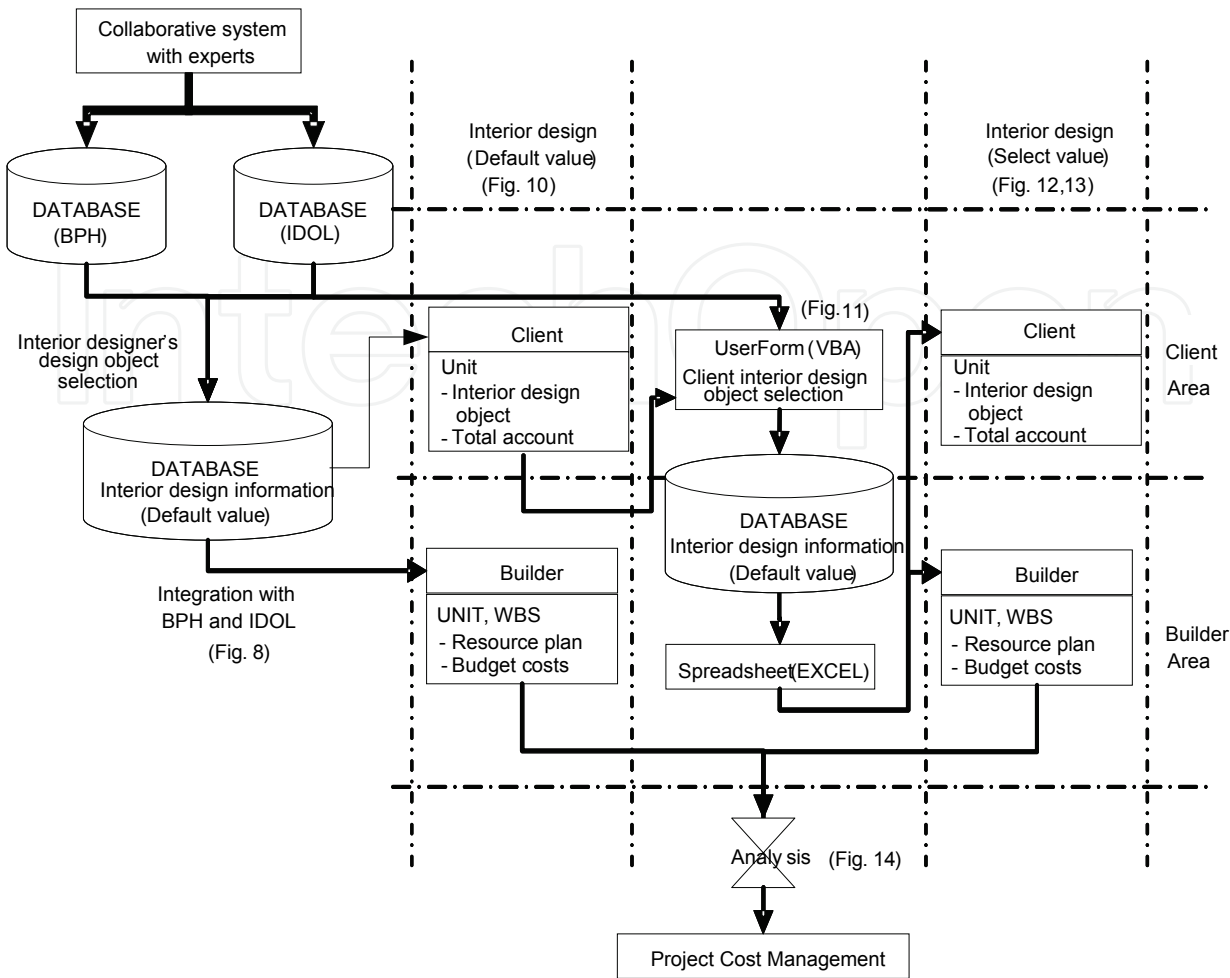 Collaborative system
with experts
Interior design
(Default value)
(Fig. 10)
Interior design
(Select value)
(Fig. 12,13)
DATABASE
(BPH)
DATABASE
(IDOL)
IntechOpen
Interior designer's
design object
selection
Client
Unit
- Interior design
object
- Total account
(Fig. 11)
UserForm (VBA)
Client interior design
object selection
Client
Unit
- Interior design
object
- Total account
Client
Area
DATABASE
Interior design information
(Default value)
DATABASE
Interior design information
(Default value)
Integration with
BPH and IDOL
(Fig. 8)
Builder
UNIT, WBS
- Resource plan
- Budget costs
Spreadsheet(EXCEL)
Builder
UNIT, WBS
- Resource plan
- Budget costs
Builder
Area
Analysis
(Fig. 14)
Project Cost Management